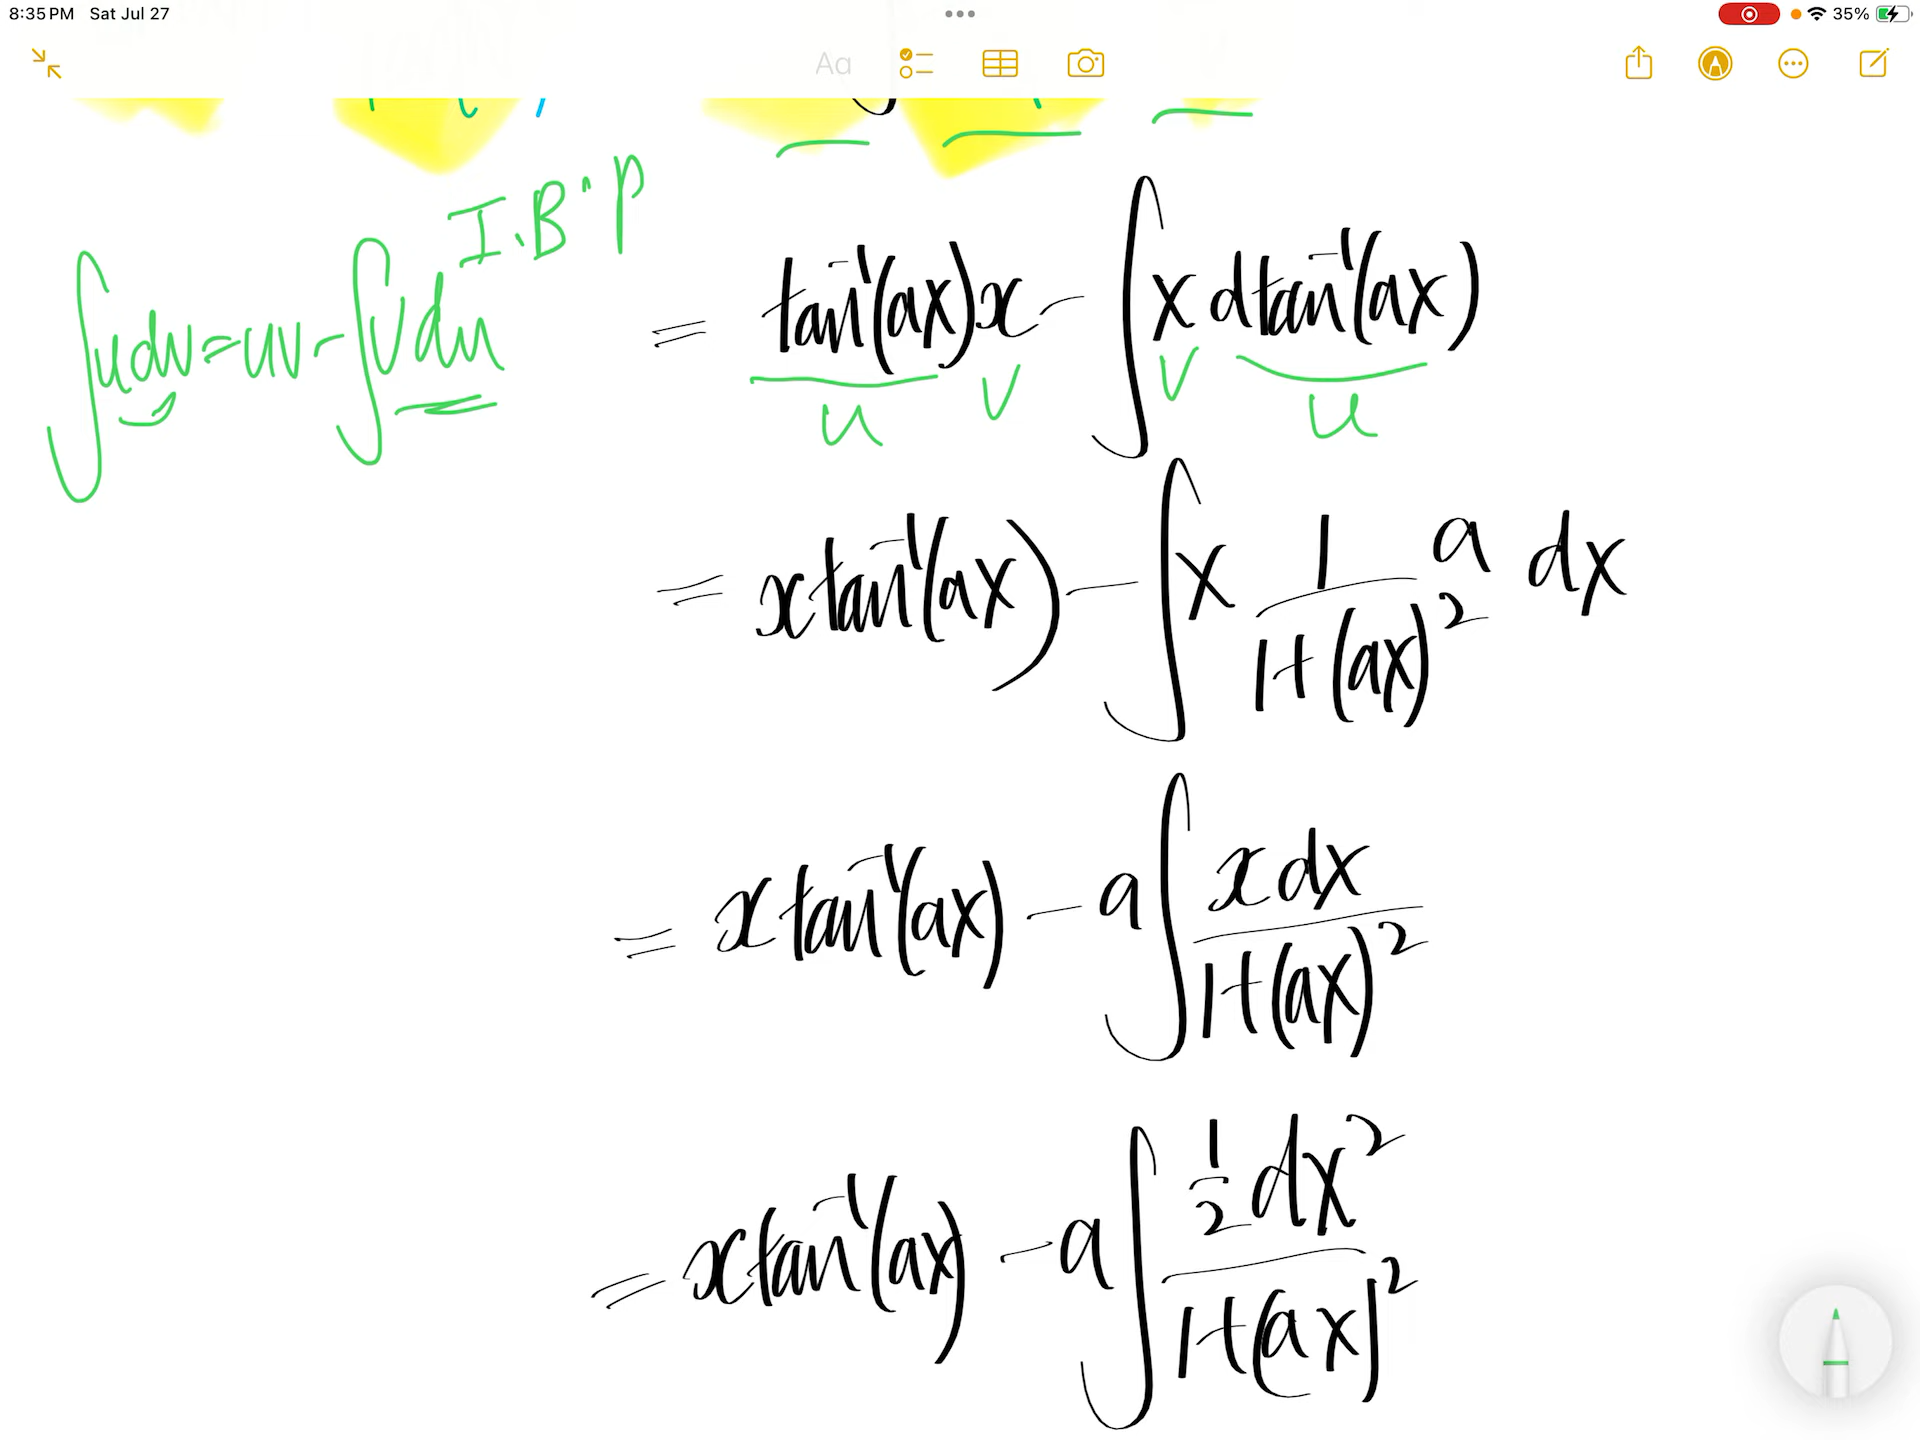 8:35 PM Sat Jul 27
35%
Aa
I.B.P
∫udv = uv - ∫vdu
= tan⁻¹(ax)x - ∫x dtan⁻¹(ax)
u v v u
= xtan⁻¹(ax) - ∫x 1/(1+(ax)²) a dx
= xtan⁻¹(ax) - a∫ xdx/(1+(ax)²)
= xtan⁻¹(ax) - a∫ ½dx²/(1+(ax)²)